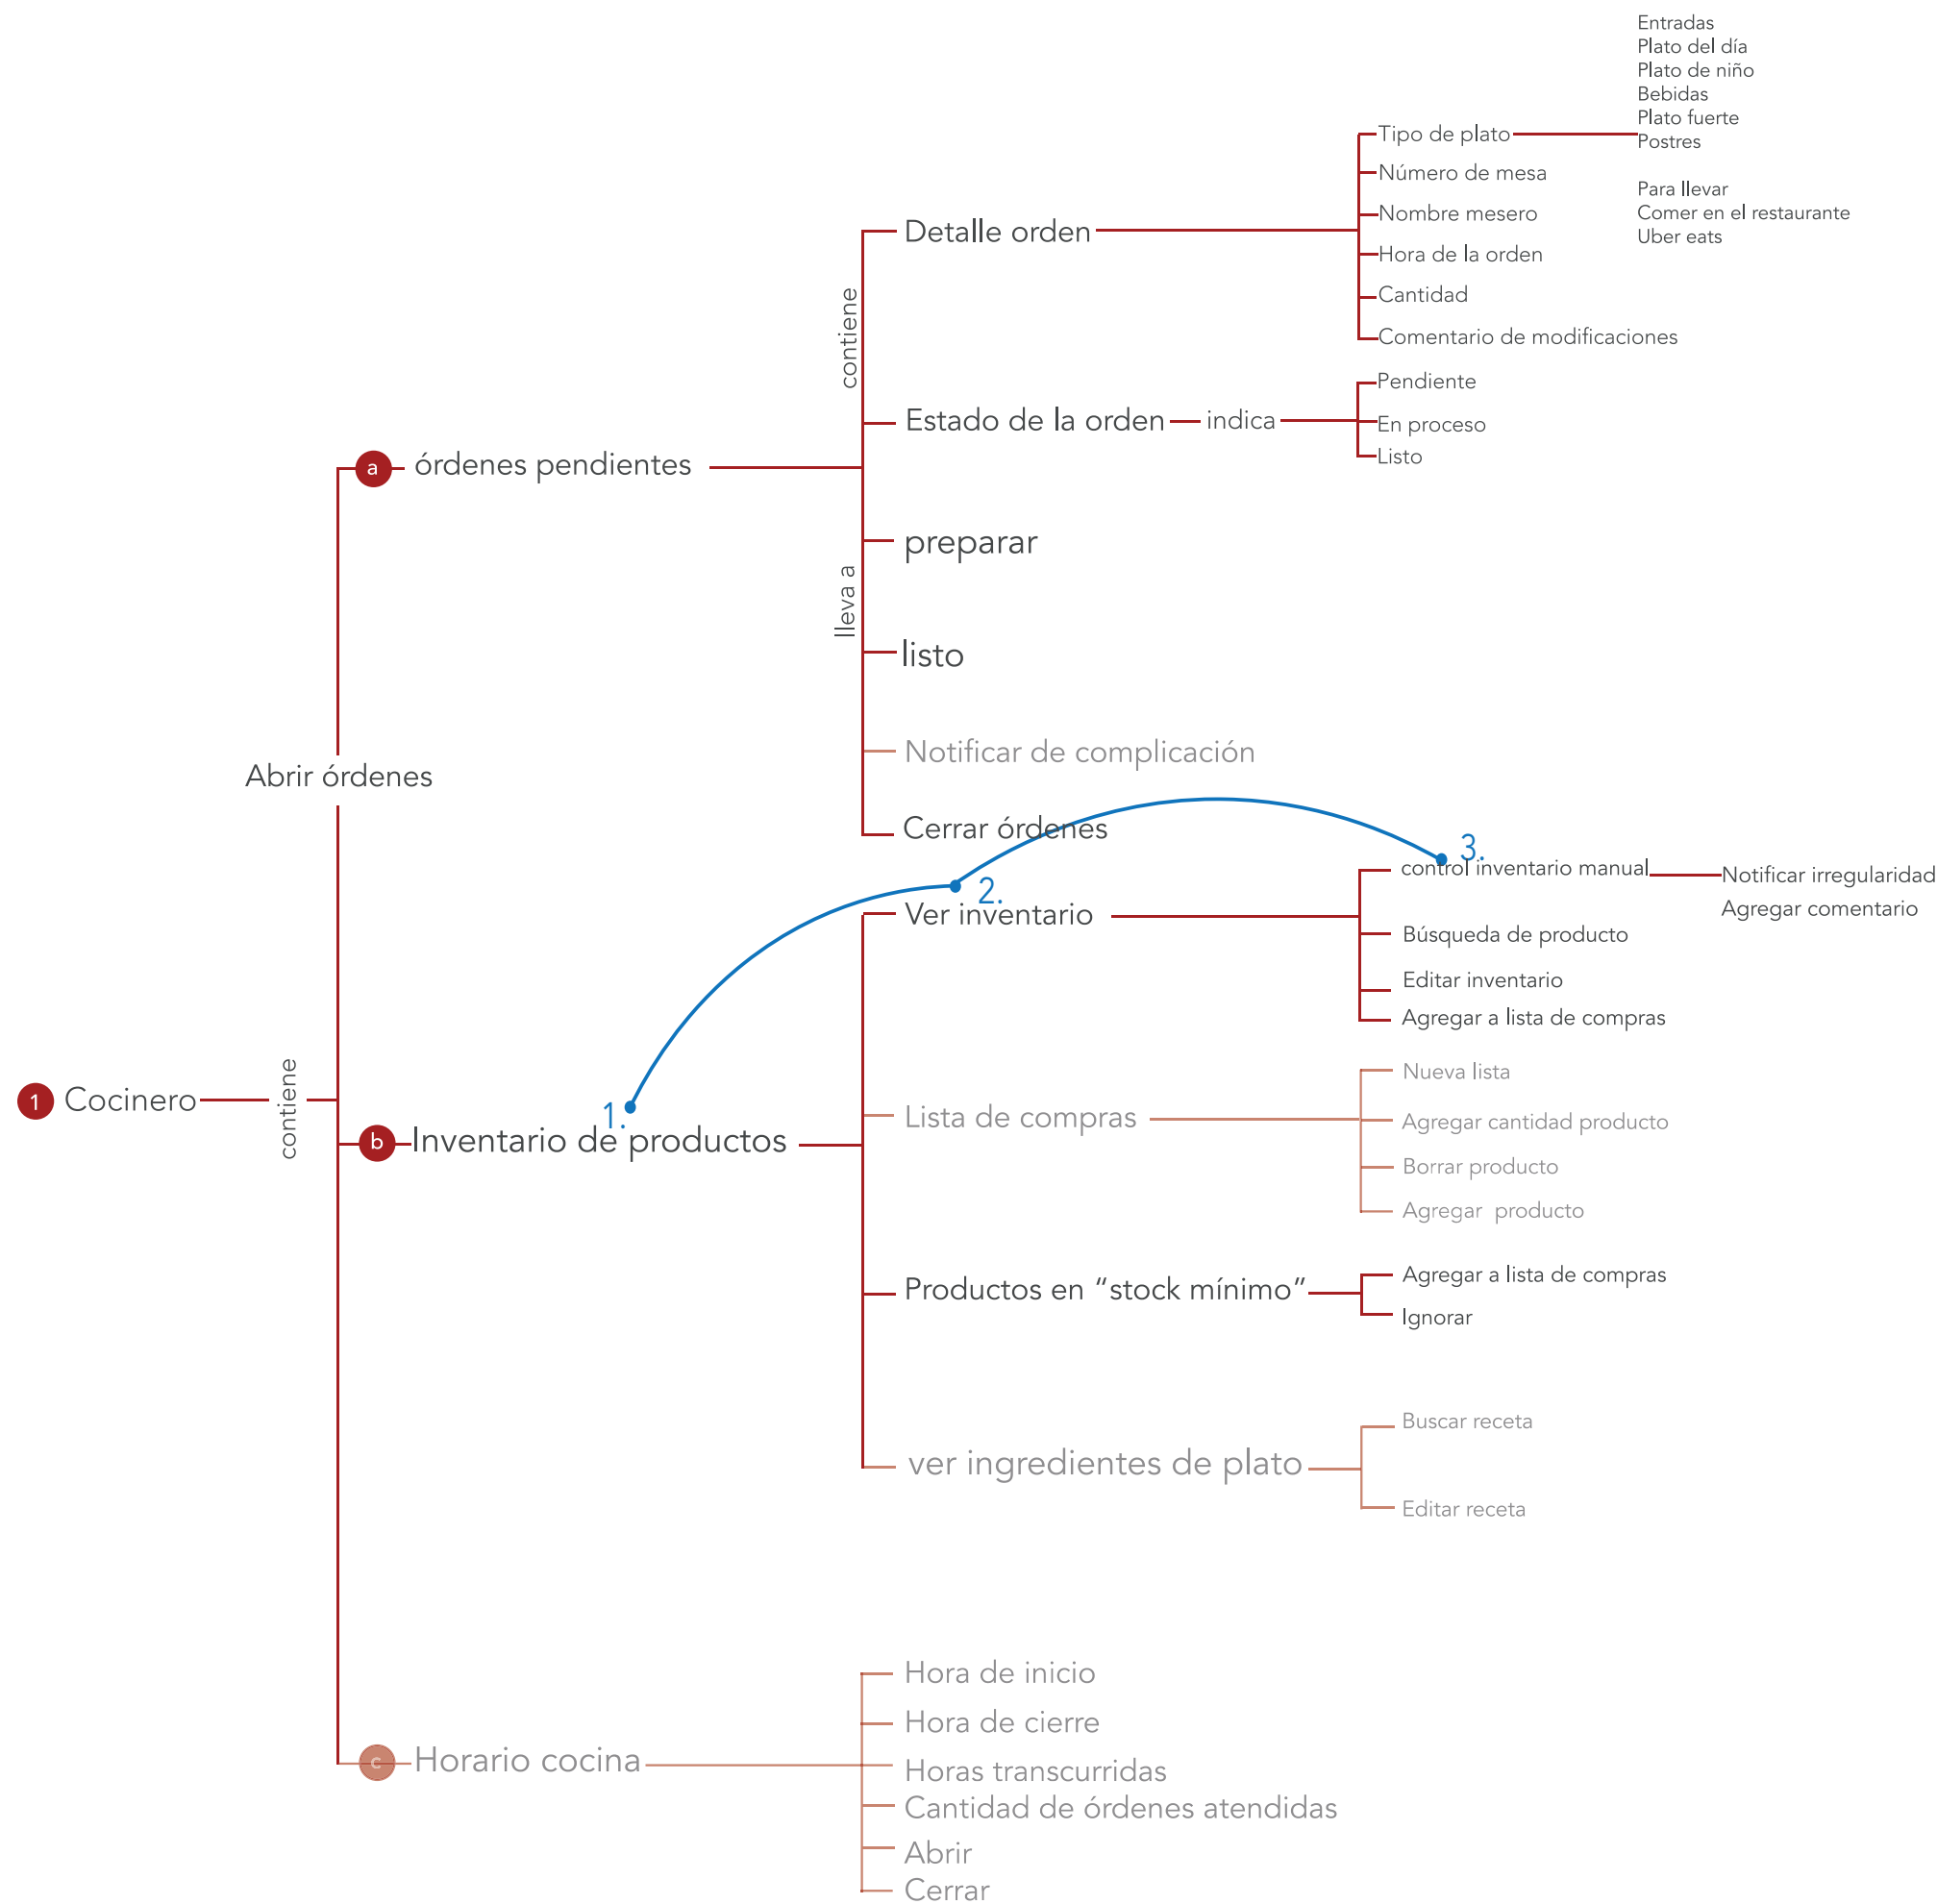 Entradas
Plato del día
Plato de niño
Bebidas
Plato fuerte
Postres
Para llevar
Comer en el restaurante
Uber eats
Tipo de plato
Número de mesa
Nombre mesero
Hora de la orden
Cantidad
Comentario de modificaciones
Detalle orden
contiene
Estado de la orden
indica
Pendiente
En proceso
Listo
a
órdenes pendientes
preparar
lleva a
listo
Notificar de complicación
Abrir órdenes
Cerrar órdenes
3.
control inventario manual
Notificar irregularidad
Agregar comentario
2.
Ver inventario
Búsqueda de producto
Editar inventario
Agregar a lista de compras
1 Cocinero
contiene
1.
b
Inventario de productos
Lista de compras
Nueva lista
Agregar cantidad producto
Borrar producto
Agregar producto
Productos en “stock mínimo”
Agregar a lista de compras
Ignorar
ver ingredientes de plato
Buscar receta
Editar receta
c
Horario cocina
Hora de inicio
Hora de cierre
Horas transcurridas
Cantidad de órdenes atendidas
Abrir
Cerrar